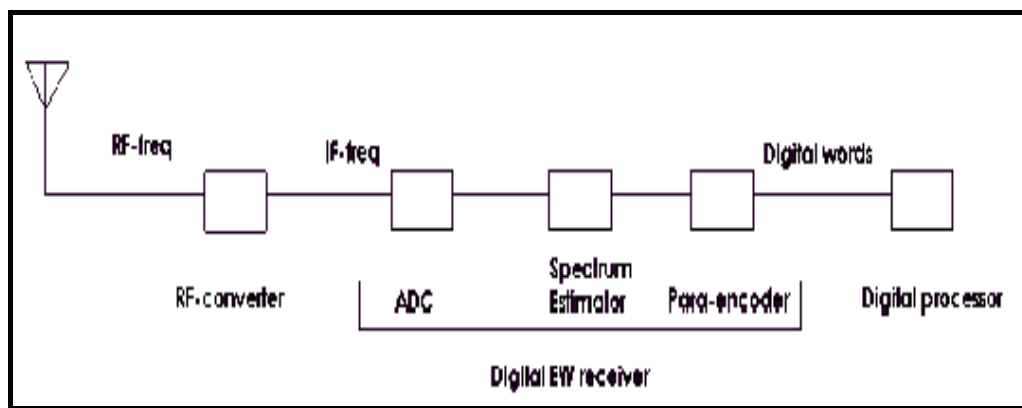 RF-freq
IF-freq
Digital words
RF-converter
ADC
Spectrum
Estimator
Para-encoder
Digital processor
Digital EW receiver